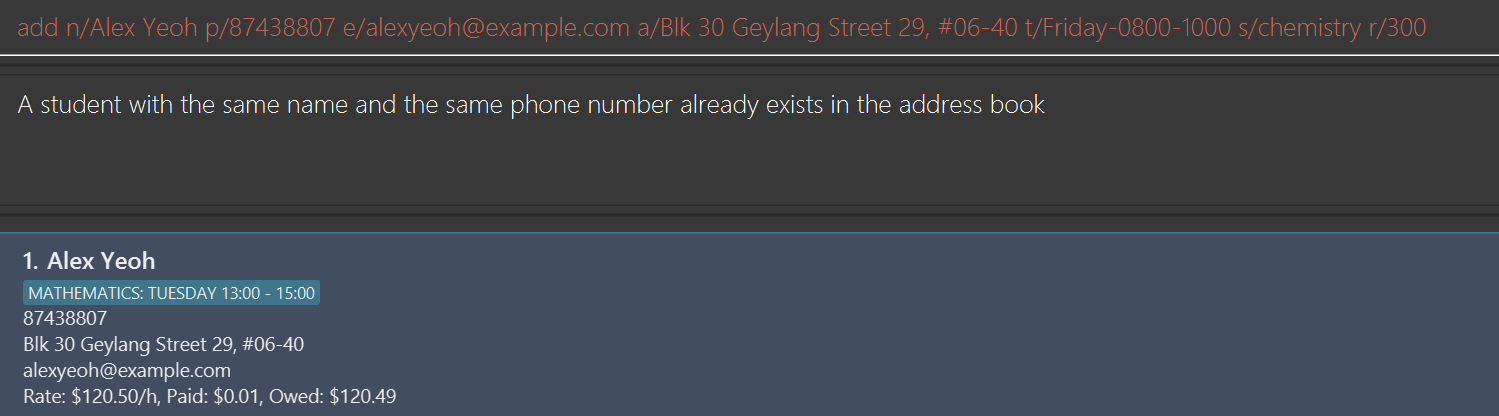 add n/Alex Yeoh p/87438807 e/alexyeoh@example.com a/Blk 30 Geylang Street 29, #06-40 t/Friday-0800-1000 s/chemistry r/300
A student with the same name and the same phone number already exists in the address book
1. Alex Yeoh
MATHEMATICS: TUESDAY 13:00 - 15:00
87438807
Blk 30 Geylang Street 29, #06-40
alexyeoh@example.com
Rate: $120.50/h, Paid: $0.01, Owed: $120.49